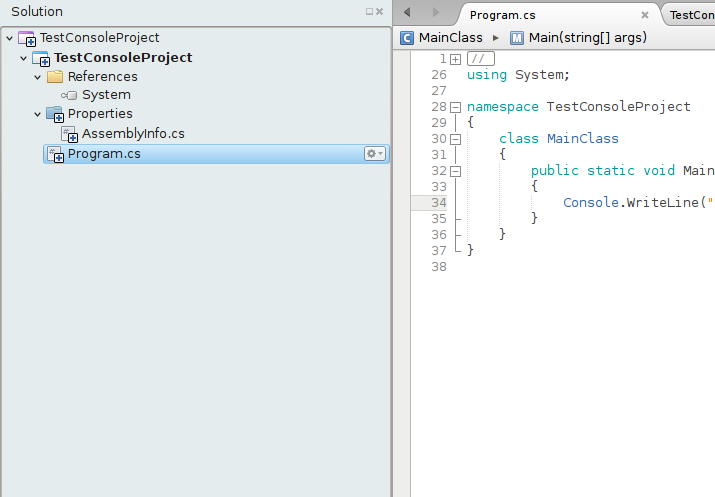 Solution
TestConsoleProject
TestConsoleProject
References
System
Properties
AssemblyInfo.cs
Program.cs
Program.cs
TestCon
MainClass
Main(string[] args)
1 //
26 using System;
27
28 namespace TestConsoleProject
29 {
30 class MainClass
31 {
32 public static void Main
33 {
34 Console.WriteLine("
35 }
36 }
37 }
38